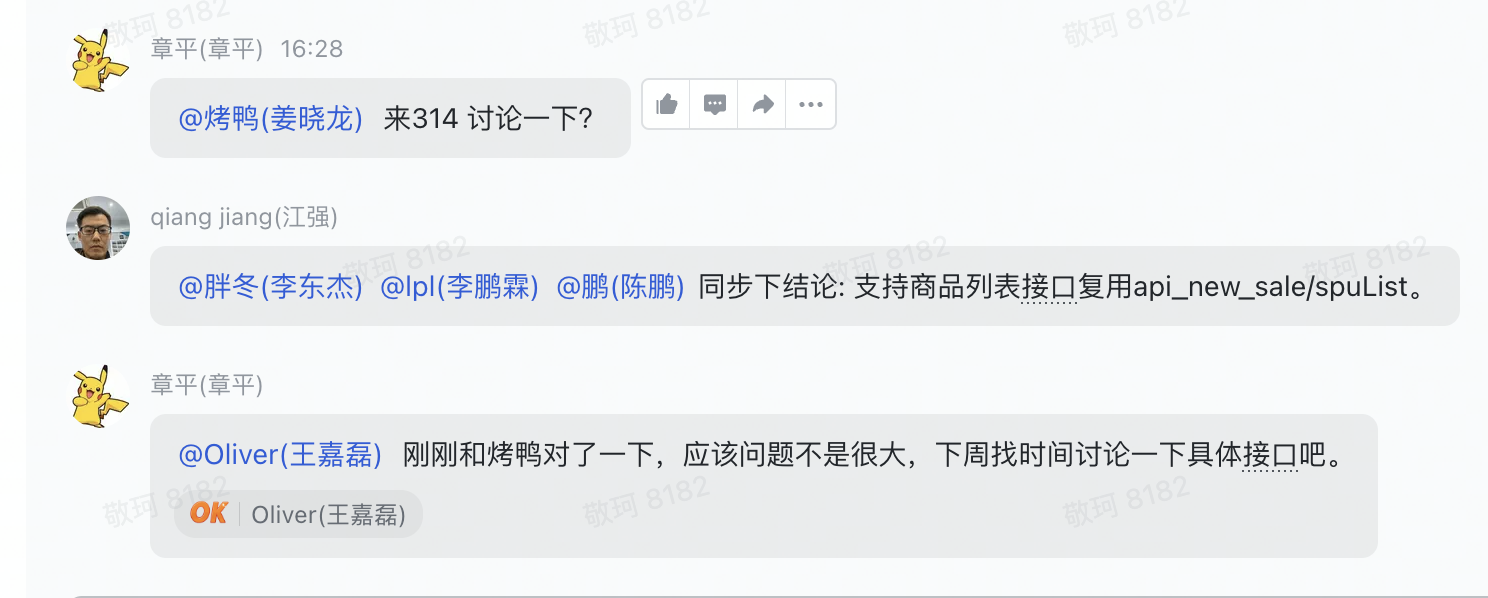 章平(章平) 16:28
@烤鸭(姜晓龙) 来314 讨论一下?
qiang jiang(江强)
@胖冬(李东杰) @lpl(李鹏霖) @鹏(陈鹏) 同步下结论: 支持商品列表接口复用api_new_sale/spuList。
章平(章平)
@Oliver(王嘉磊) 刚刚和烤鸭对了一下，应该问题不是很大，下周找时间讨论一下具体接口吧。
OK Oliver(王嘉磊)
敬珂 8182
敬珂 8182
敬珂 8182
敬珂 8182
敬珂 8182
敬珂 8182
敬珂 8182
敬珂 8182
敬珂 8182